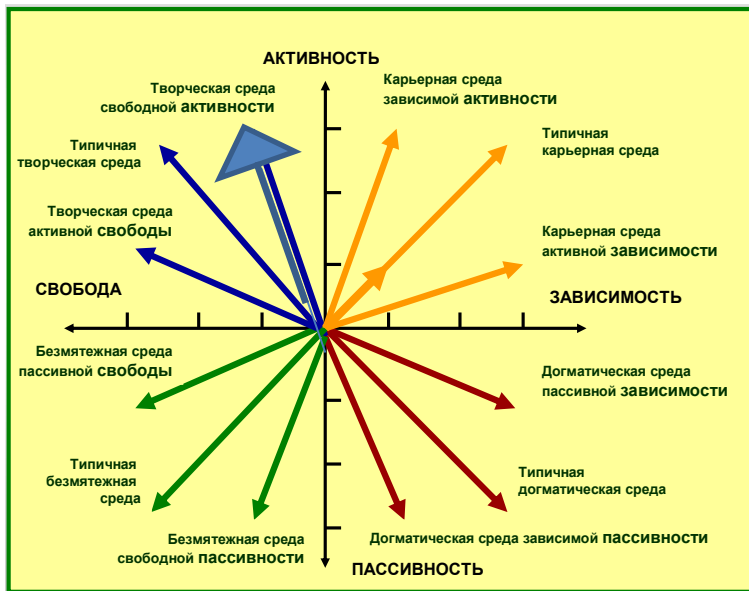 АКТИВНОСТЬ
Творческая среда
свободной активности
Карьерная среда
зависимой активности
Типичная
творческая среда
Типичная
карьерная среда
Творческая среда
активной свободы
Карьерная среда
активной зависимости
СВОБОДА
ЗАВИСИМОСТЬ
Безмятежная среда
пассивной свободы
Догматическая среда
пассивной зависимости
Типичная
безмятежная
среда
Типичная
догматическая среда
Безмятежная среда
свободной пассивности
Догматическая среда зависимой пассивности
ПАССИВНОСТЬ